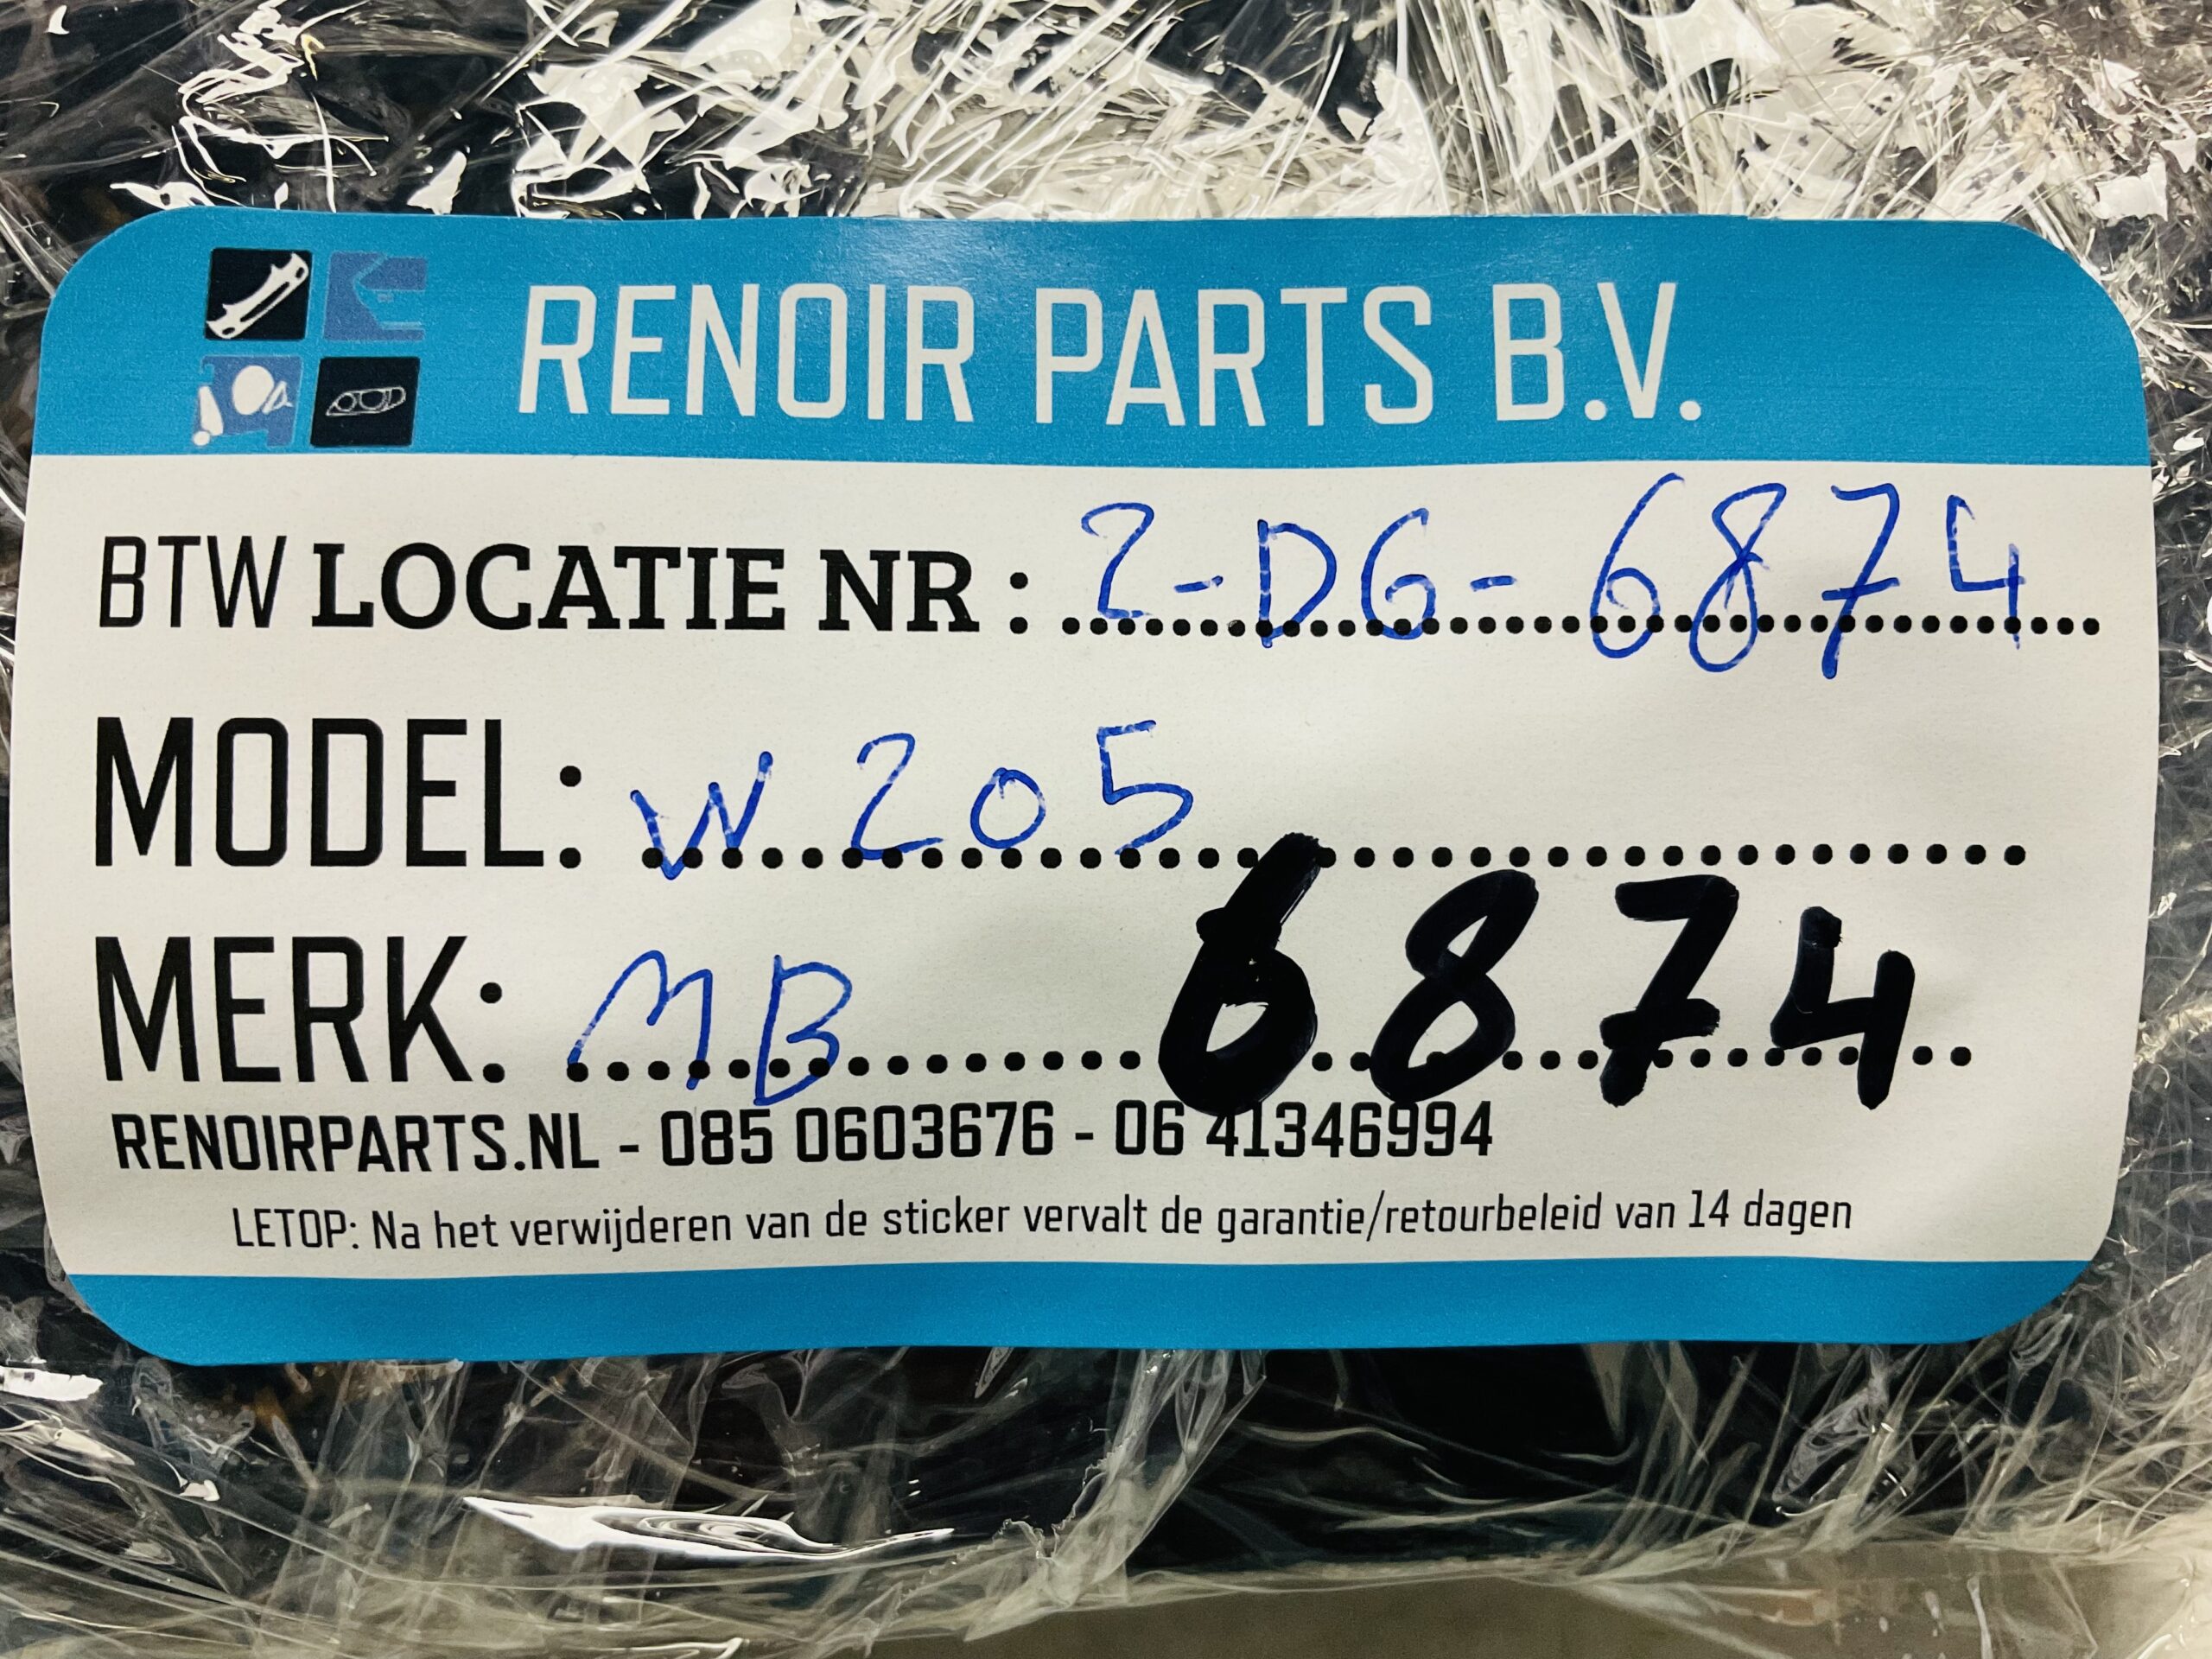 RENOIR PARTS B.V.
BTW LOCATIE NR : 2-DG-6874
MODEL: W205
MERK: MB 6874
RENOIRPARTS.NL - 085 0603676 - 06 41346994
LETOP: Na het verwijderen van de sticker vervalt de garantie/retourbeleid van 14 dagen